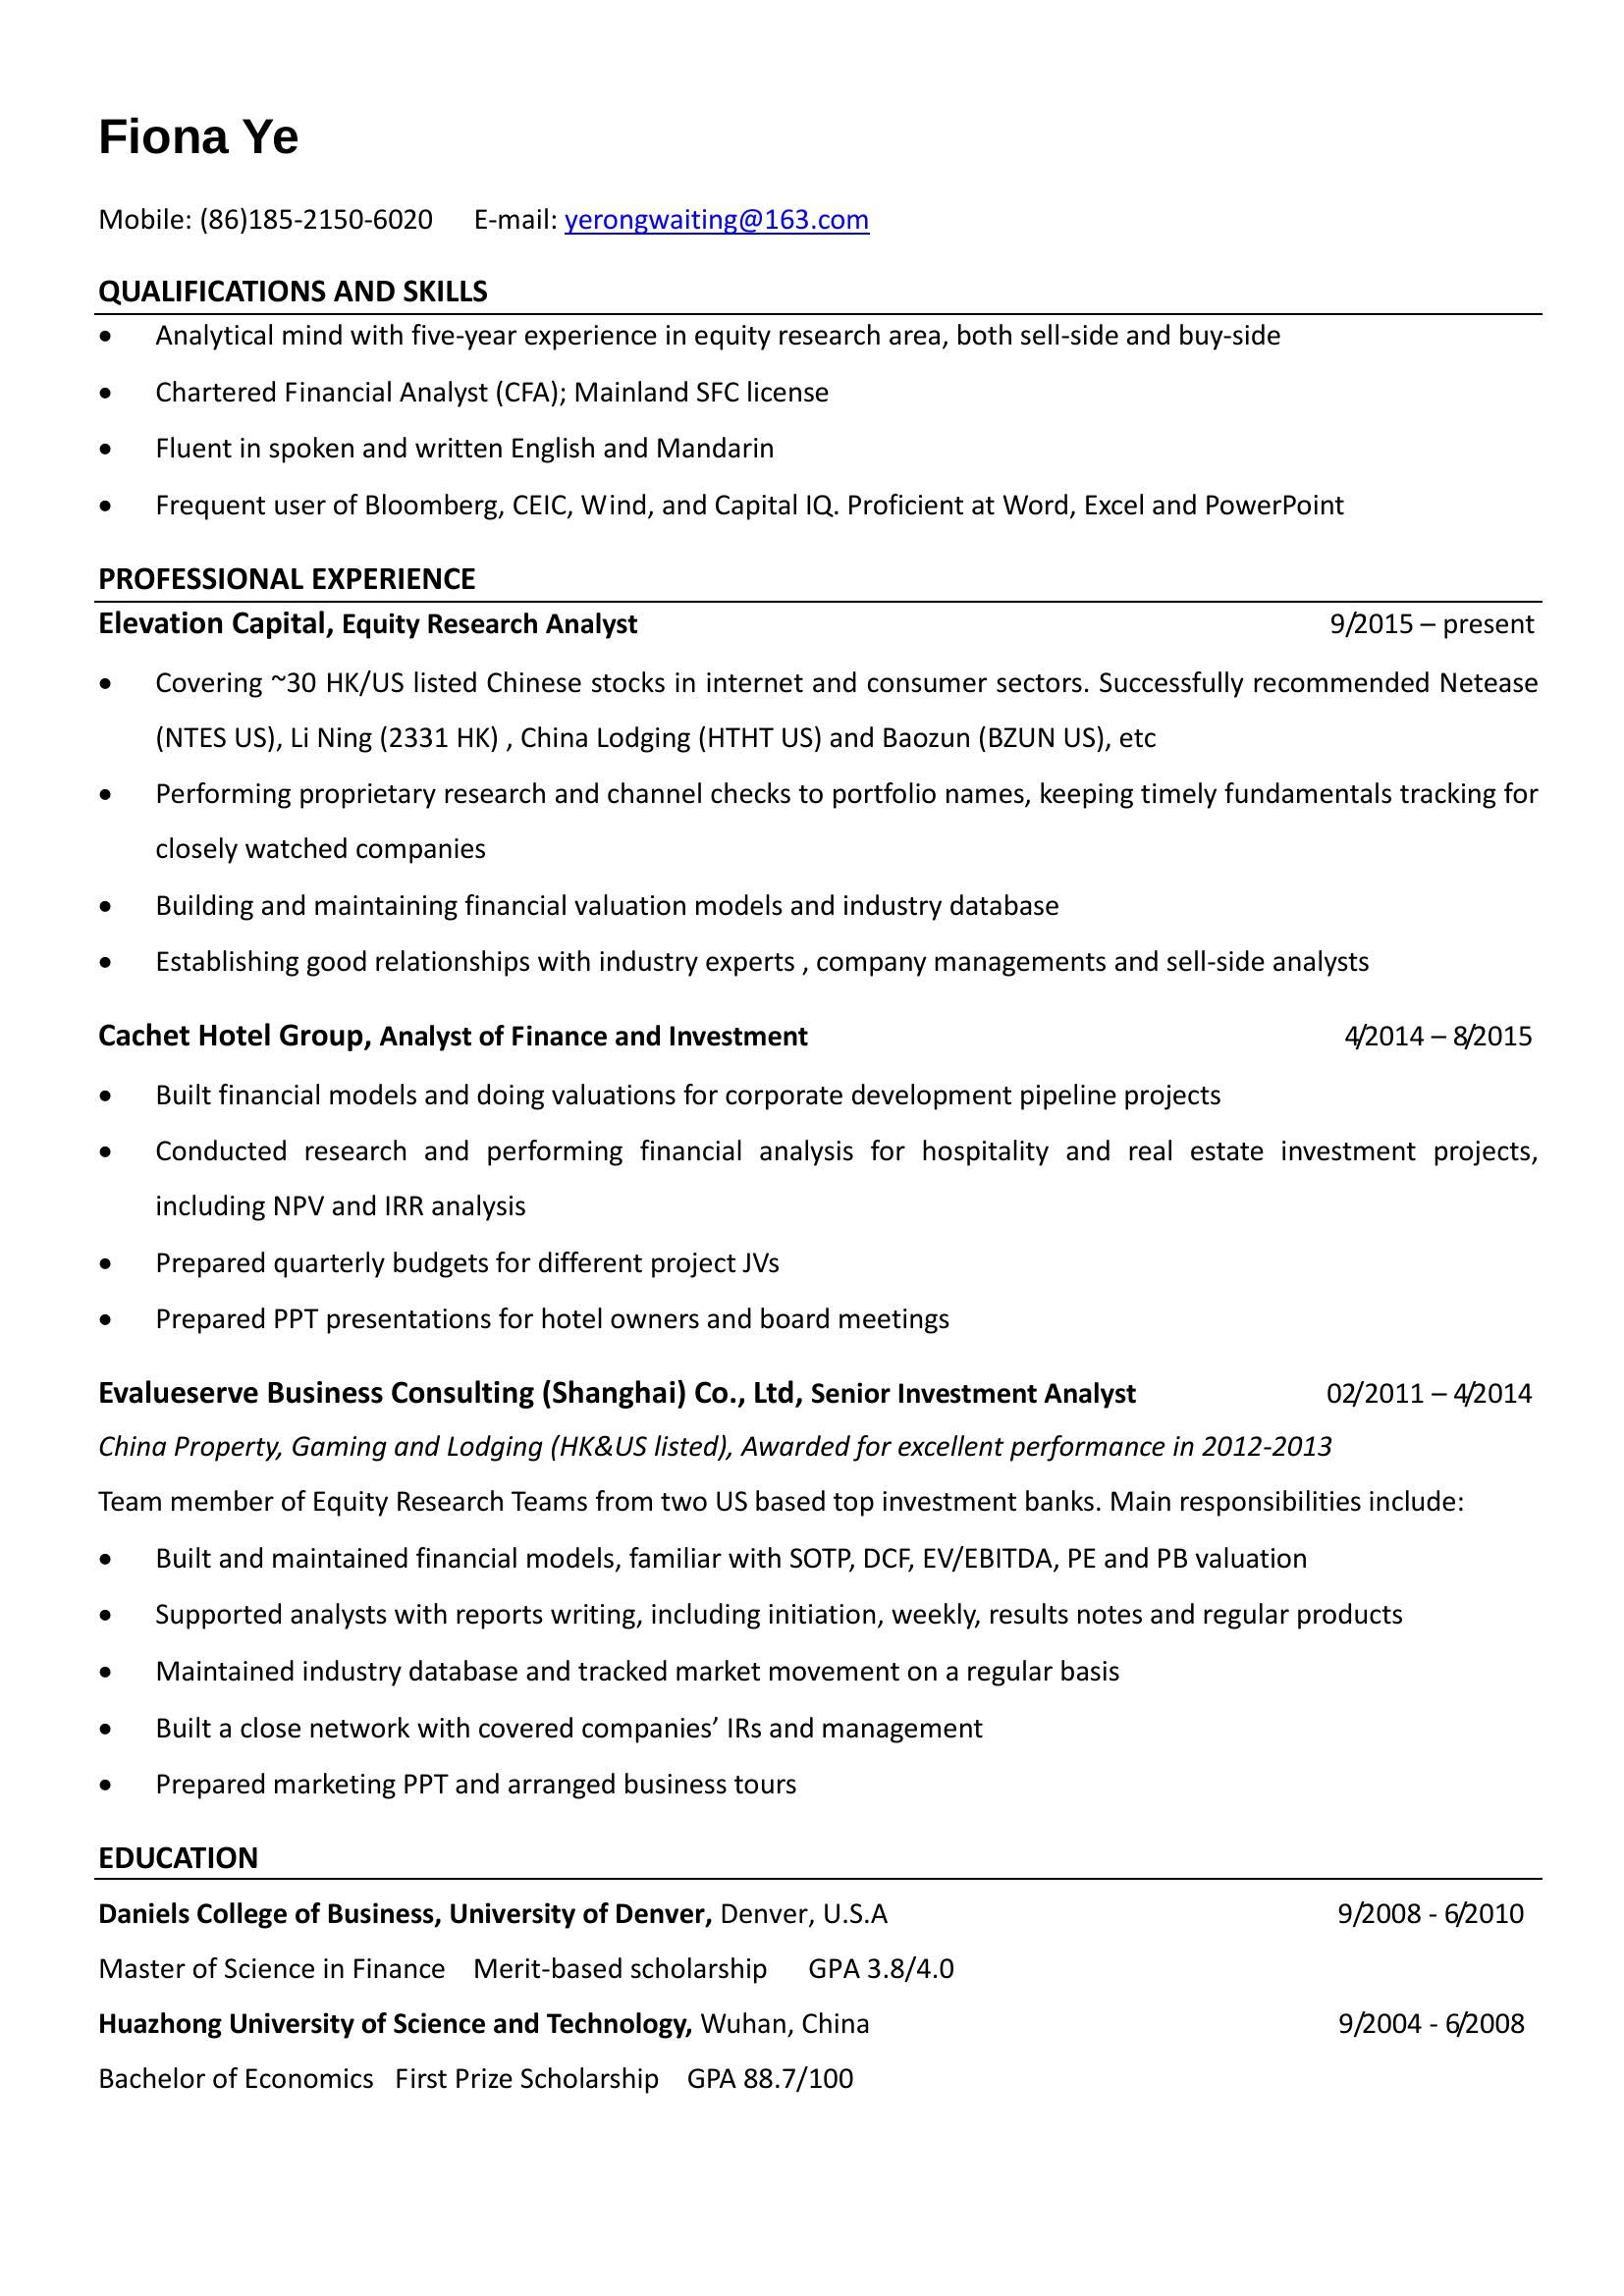 Fiona Ye
Mobile: (86)185-2150-6020 E-mail: yerongwaiting@163.com
QUALIFICATIONS AND SKILLS
● Analytical mind with five-year experience in equity research area, both sell-side and buy-side
● Chartered Financial Analyst (CFA); Mainland SFC license
● Fluent in spoken and written English and Mandarin
● Frequent user of Bloomberg, CEIC, Wind, and Capital IQ. Proficient at Word, Excel and PowerPoint
PROFESSIONAL EXPERIENCE
Elevation Capital, Equity Research Analyst 9/2015 – present
● Covering ~30 HK/US listed Chinese stocks in internet and consumer sectors. Successfully recommended Netease
(NTES US), Li Ning (2331 HK) , China Lodging (HTHT US) and Baozun (BZUN US), etc
● Performing proprietary research and channel checks to portfolio names, keeping timely fundamentals tracking for
closely watched companies
● Building and maintaining financial valuation models and industry database
● Establishing good relationships with industry experts , company managements and sell-side analysts
Cachet Hotel Group, Analyst of Finance and Investment 4/2014 – 8/2015
● Built financial models and doing valuations for corporate development pipeline projects
● Conducted research and performing financial analysis for hospitality and real estate investment projects,
including NPV and IRR analysis
● Prepared quarterly budgets for different project JVs
● Prepared PPT presentations for hotel owners and board meetings
Evalueserve Business Consulting (Shanghai) Co., Ltd, Senior Investment Analyst 02/2011 – 4/2014
China Property, Gaming and Lodging (HK&US listed), Awarded for excellent performance in 2012-2013
Team member of Equity Research Teams from two US based top investment banks. Main responsibilities include:
● Built and maintained financial models, familiar with SOTP, DCF, EV/EBITDA, PE and PB valuation
● Supported analysts with reports writing, including initiation, weekly, results notes and regular products
● Maintained industry database and tracked market movement on a regular basis
● Built a close network with covered companies’ IRs and management
● Prepared marketing PPT and arranged business tours
EDUCATION
Daniels College of Business, University of Denver, Denver, U.S.A 9/2008 - 6/2010
Master of Science in Finance Merit-based scholarship GPA 3.8/4.0
Huazhong University of Science and Technology, Wuhan, China 9/2004 - 6/2008
Bachelor of Economics First Prize Scholarship GPA 88.7/100